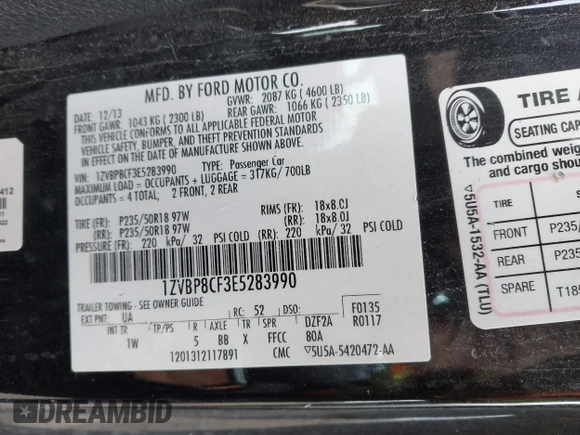 MFD. BY FORD MOTOR CO.
DATE: 12/13 GVWR: 2087 KG ( 4600 LB)
FRONT GAWR: 1043 KG ( 2300 LB) REAR GAWR: 1066 KG ( 2350 LB)
THIS VEHICLE CONFORMS TO ALL APPLICABLE FEDERAL MOTOR
VEHICLE SAFETY, BUMPER, AND THEFT PREVENTION STANDARDS
IN EFFECT ON THE DATE OF MANUFACTURE SHOWN ABOVE.
VIN: 1ZVBP8CF3E5283990 TYPE: Passenger Car
MAXIMUM LOAD = OCCUPANTS + LUGGAGE = 317KG/ 700LB
OCCUPANTS = 4 TOTAL; 2 FRONT, 2 REAR
TIRE (FR): P235/50R18 97W RIMS (FR): 18x8.0J
(RR): P235/50R18 97W (RR): 18x8.0J
PRESSURE (FR): 220 kPa/ 32 PSI COLD (RR): 220 kPa/ 32 PSI COLD
1ZVBP8CF3E5283990
TRAILER TOWING - SEE OWNER GUIDE
EXT PNT: UA RC: 52 DSO: F0135
INT TR TP/PS R AXLE TR SPR DZF2A R0117
1W 5 BB X FFCC 80A
1201312117891 CMC ▽5U5A-5420472-AA
412
TIRE A
SEATING CAPA
The combined weig
and cargo shou
▽5U5A-1532-AA (TLU)
TIRE S
FRONT P235/
REAR P235
SPARE T185
DREAMBID